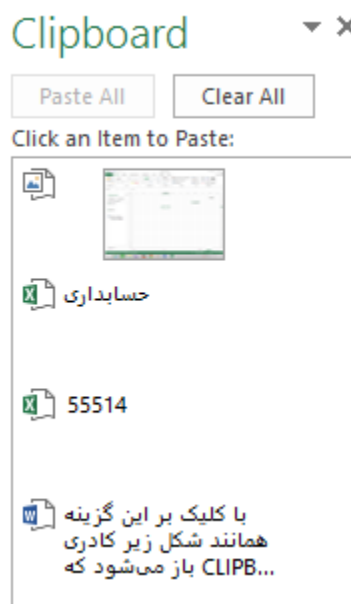 Clipboard
Paste All
Clear All
Click an Item to Paste:
حسابداری
55514
با کلیک بر این گزینه
همانند شکل زیر کادری
باز می‌شود که CLIPB...